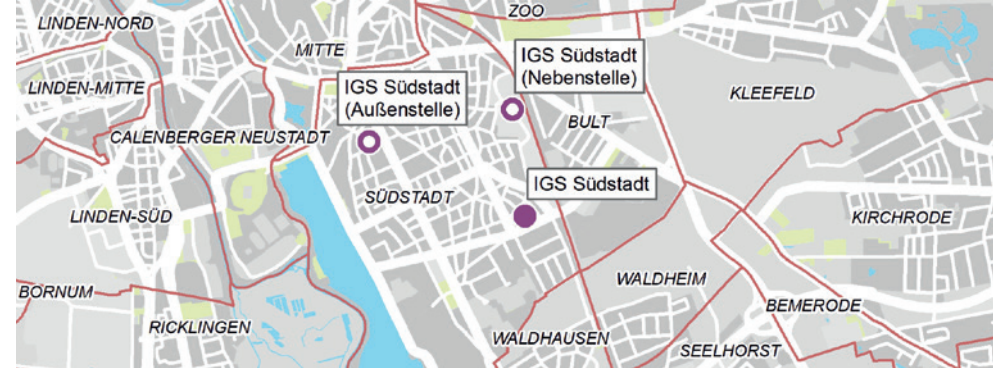 ZOO
LINDEN-NORD
MITTE
IGS Südstadt
(Nebenstelle)
IGS Südstadt
(Außenstelle)
LINDEN-MITTE
KLEEFELD
BULT
CALENBERGER NEUSTADT
IGS Südstadt
SÜDSTADT
LINDEN-SÜD
KIRCHRODE
WALDHEIM
BORNUM
BEMERODE
RICKLINGEN
WALDHAUSEN
SEELHORST